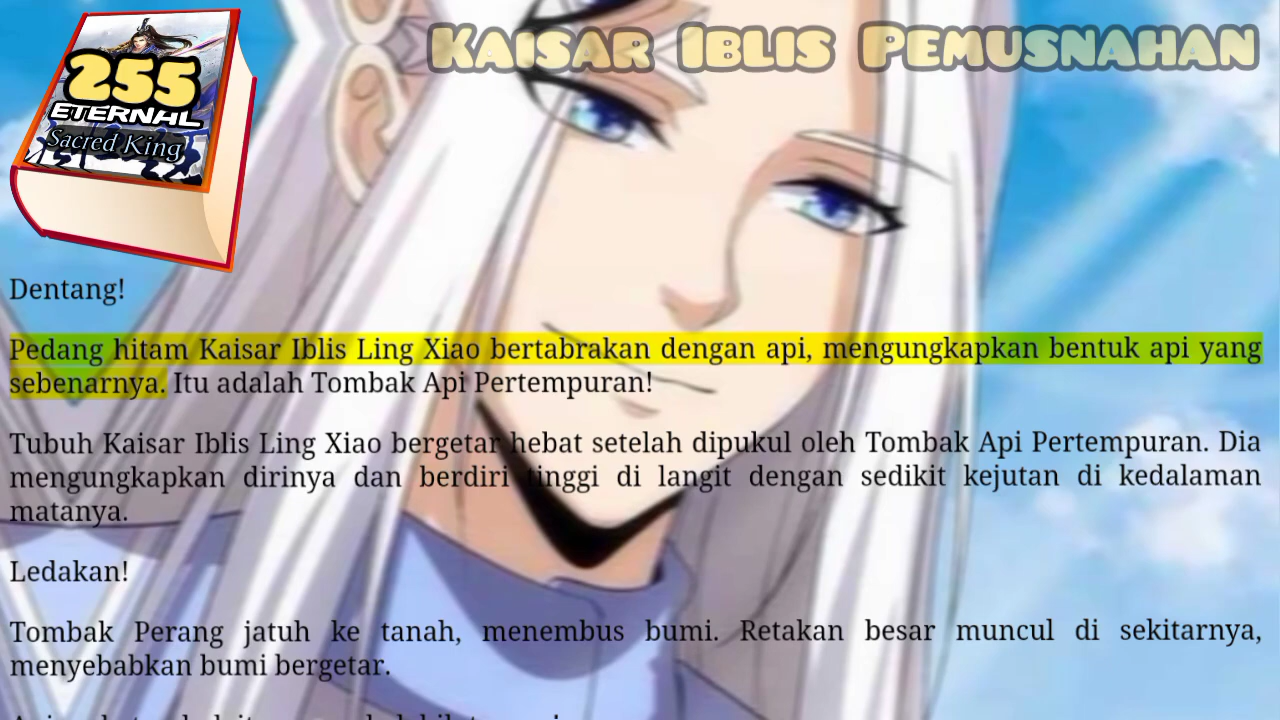 Kaisar Iblis Pemusnahan
255
ETERNAL
Sacred King
Dentang!
Pedang hitam Kaisar Iblis Ling Xiao bertabrakan dengan api, mengungkapkan bentuk api yang
sebenarnya. Itu adalah Tombak Api Pertempuran!
Tubuh Kaisar Iblis Ling Xiao bergetar hebat setelah dipukul oleh Tombak Api Pertempuran. Dia
mengungkapkan dirinya dan berdiri tinggi di langit dengan sedikit kejutan di kedalaman
matanya.
Ledakan!
Tombak Perang jatuh ke tanah, menembus bumi. Retakan besar muncul di sekitarnya,
menyebabkan bumi bergetar.